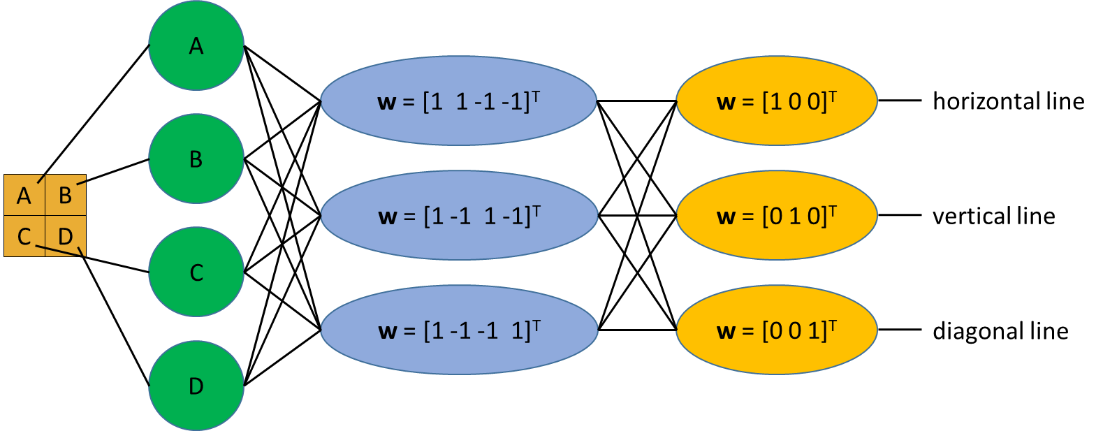 A
B
C
D
A B
C D
w = [1 1 -1 -1]ᵀ
w = [1 -1 1 -1]ᵀ
w = [1 -1 -1 1]ᵀ
w = [1 0 0]ᵀ
w = [0 1 0]ᵀ
w = [0 0 1]ᵀ
horizontal line
vertical line
diagonal line